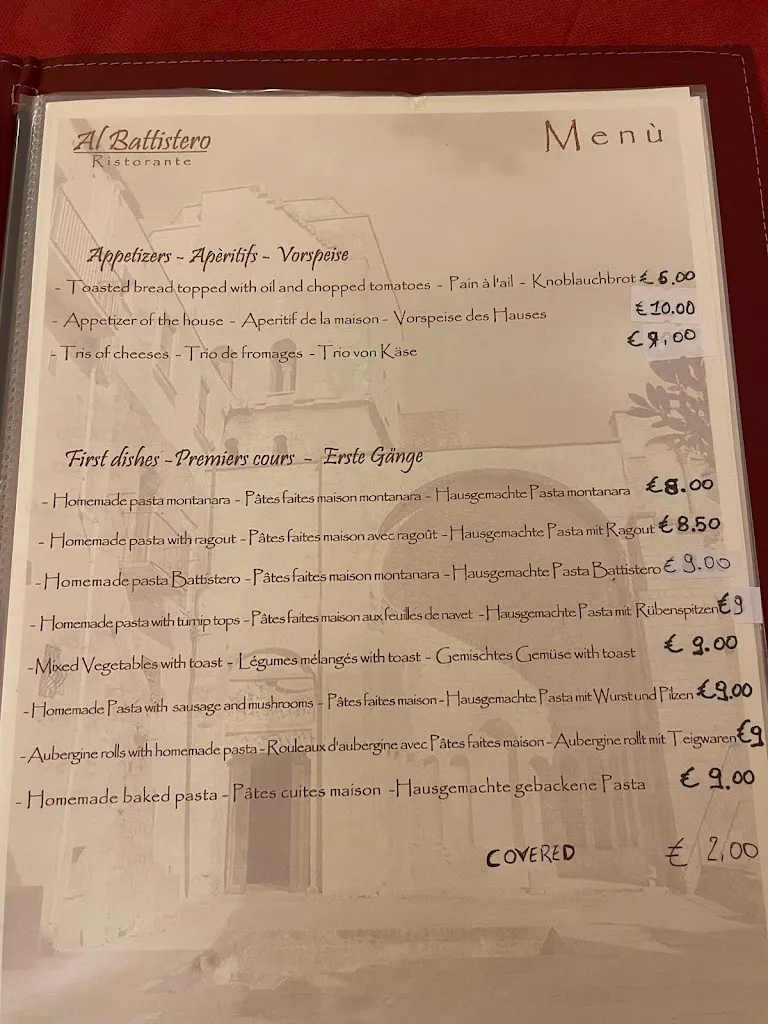 Al Battistero
Ristorante
Menù
Appetizers - Apèritifs - Vorspeise
- Toasted bread topped with oil and chopped tomatoes - Pain à l'ail - Knoblauchbrot € 6.00
- Appetizer of the house - Aperitif de la maison - Vorspeise des Hauses € 10.00
- Tris of cheeses - Trio de fromages - Trio von Käse € 9,00
First dishes - Premiers cours - Erste Gänge
- Homemade pasta montanara - Pâtes faites maison montanara - Hausgemachte Pasta montanara € 8.00
- Homemade pasta with ragout - Pâtes faites maison avec ragoût - Hausgemachte Pasta mit Ragout € 8.50
- Homemade pasta Battistero - Pâtes faites maison montanara - Hausgemachte Pasta Battistero € 9.00
- Homemade pasta with turnip tops - Pâtes faites maison aux feuilles de navet - Hausgemachte Pasta mit Rübenspitzen €9
- Mixed Vegetables with toast - Légumes mélangés with toast - Gemischtes Gemüse with toast € 9.00
- Homemade Pasta with sausage and mushrooms - Pâtes faites maison - Hausgemachte Pasta mit Wurst und Pilzen €9.00
- Aubergine rolls with homemade pasta - Rouleaux d'aubergine avec Pâtes faites maison - Aubergine rollt mit Teigwaren €9
- Homemade baked pasta - Pâtes cuites maison - Hausgemachte gebackene Pasta € 9.00
COVERED € 2,00